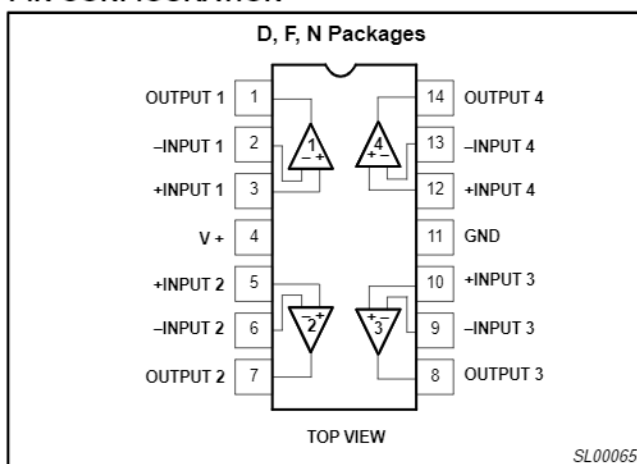 D, F, N Packages
OUTPUT 1 1 14 OUTPUT 4
–INPUT 1 2 1 – + 4 + – 13 –INPUT 4
+INPUT 1 3 12 +INPUT 4
V + 4 11 GND
+INPUT 2 5 10 +INPUT 3
–INPUT 2 6 – + 2 + – 3 9 –INPUT 3
OUTPUT 2 7 8 OUTPUT 3
TOP VIEW
SL00065